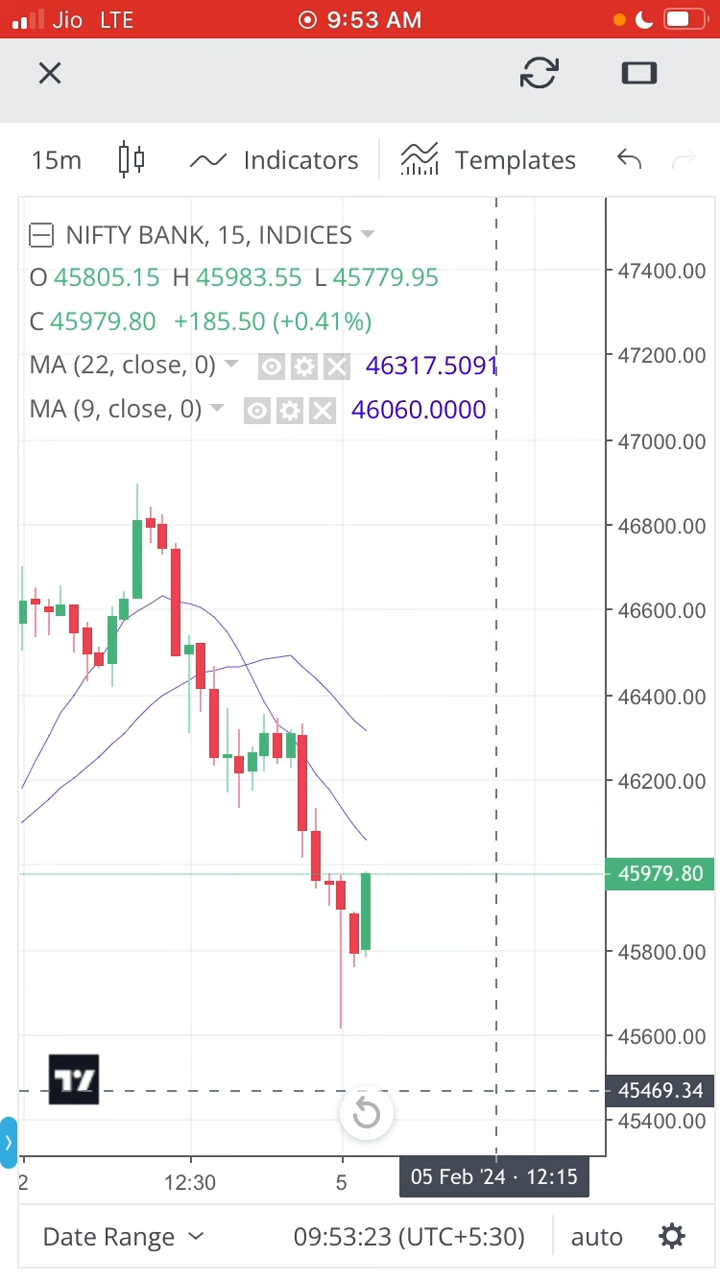 Jio LTE 9:53 AM
15m Indicators Templates
NIFTY BANK, 15, INDICES
O 45805.15 H 45983.55 L 45779.95
C 45979.80 +185.50 (+0.41%)
MA (22, close, 0) 46317.5091
MA (9, close, 0) 46060.0000
47400.00
47200.00
47000.00
46800.00
46600.00
46400.00
46200.00
45979.80
45800.00
45600.00
45469.34
45400.00
2 12:30 5 05 Feb '24 · 12:15
Date Range 09:53:23 (UTC+5:30) auto